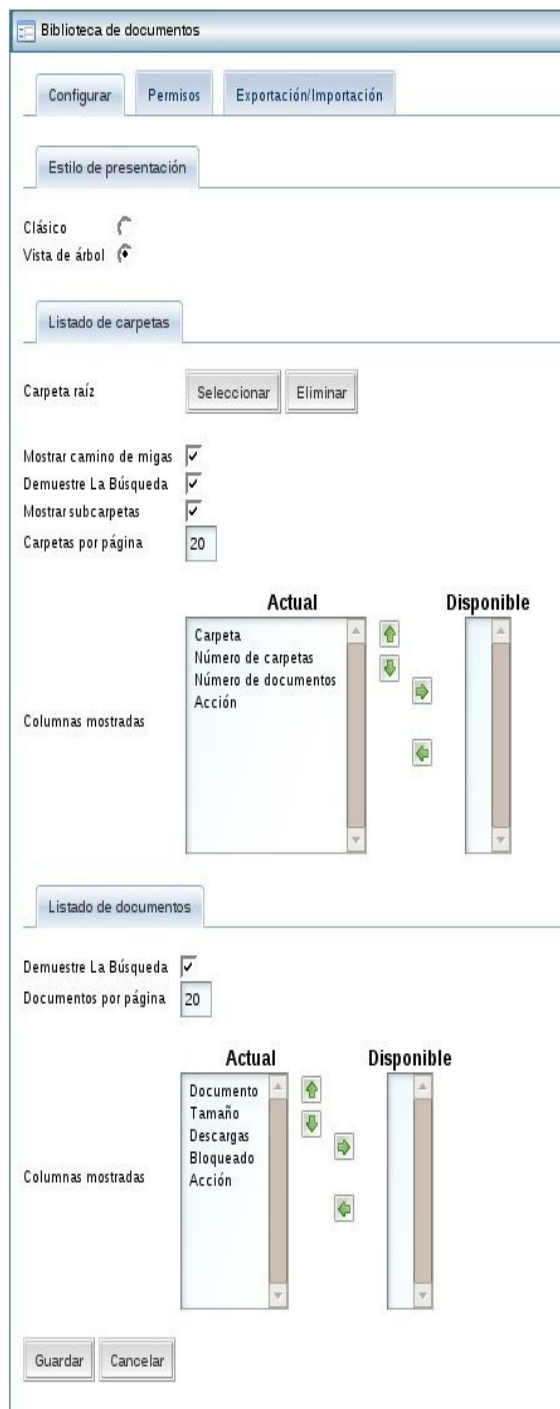 Biblioteca de documentos
Configurar Permisos Exportación/Importación
Estilo de presentación
Clásico
Vista de árbol
Listado de carpetas
Carpeta raíz Seleccionar Eliminar
Mostrar camino de migas
Demuestre La Búsqueda
Mostrar subcarpetas
Carpetas por página 20
Actual Disponible
Carpeta
Número de carpetas
Número de documentos
Acción
Columnas mostradas
Listado de documentos
Demuestre La Búsqueda
Documentos por página 20
Actual Disponible
Documento
Tamaño
Descargas
Bloqueado
Acción
Columnas mostradas
Guardar Cancelar